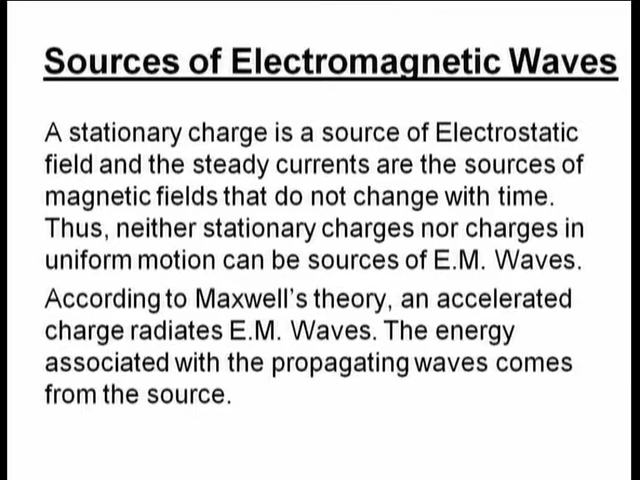 Sources of Electromagnetic Waves
A stationary charge is a source of Electrostatic
field and the steady currents are the sources of
magnetic fields that do not change with time.
Thus, neither stationary charges nor charges in
uniform motion can be sources of E.M. Waves.
According to Maxwell's theory, an accelerated
charge radiates E.M. Waves. The energy
associated with the propagating waves comes
from the source.